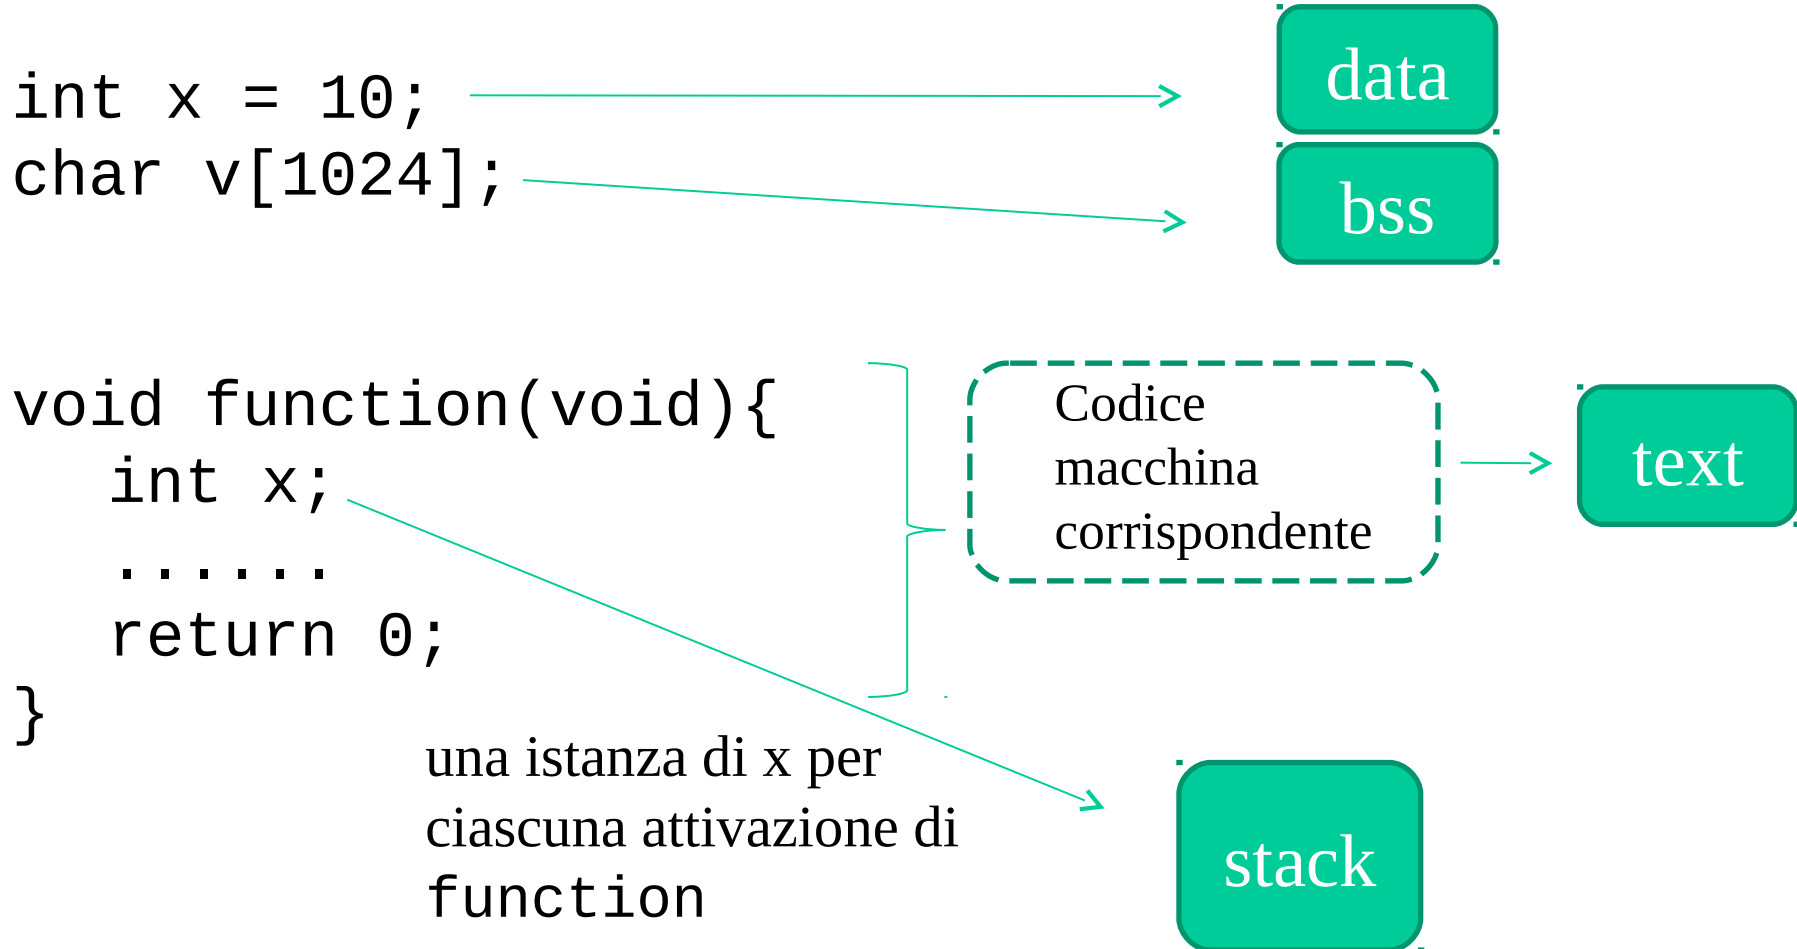 data
int x = 10;
char v[1024];
bss
void function(void){
int x;
......
return 0;
}
Codice
macchina
corrispondente
text
una istanza di x per
ciascuna attivazione di
function
stack